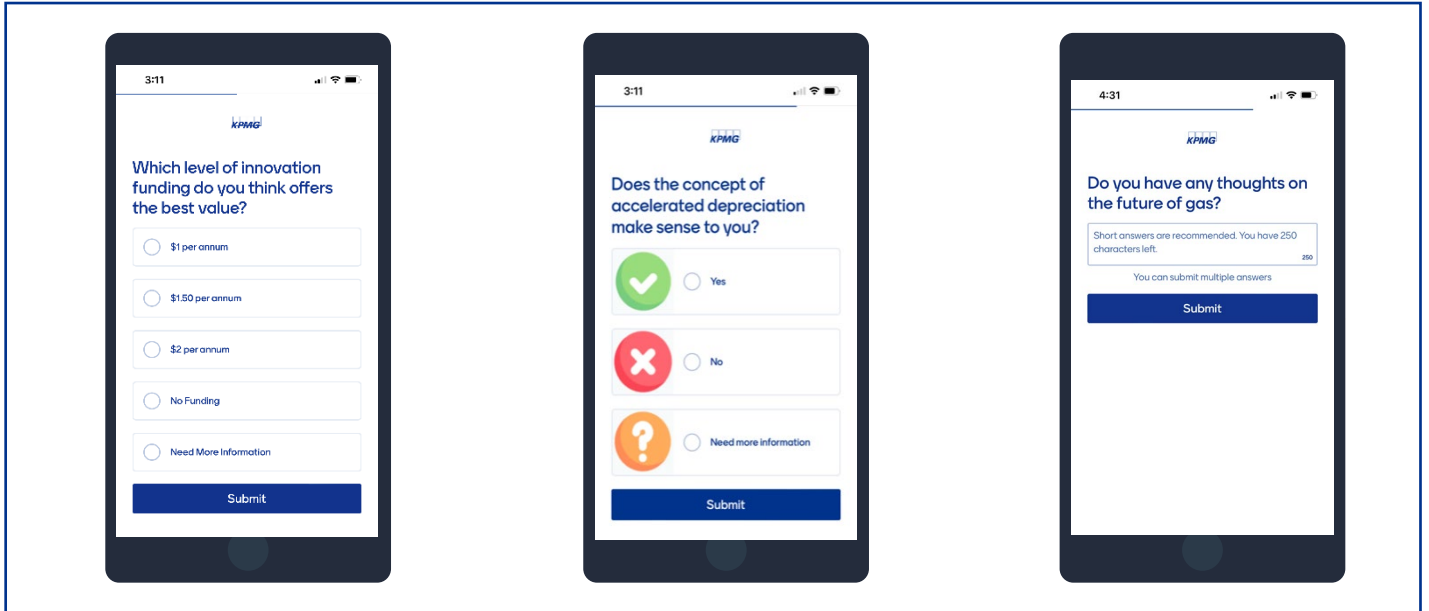 3:11
KPMG
Which level of innovation
funding do you think offers
the best value?
$1 per annum
$1.50 per annum
$2 per annum
No Funding
Need More Information
Submit
3:11
KPMG
Does the concept of
accelerated depreciation
make sense to you?
Yes
No
Need more information
Submit
4:31
KPMG
Do you have any thoughts on
the future of gas?
Short answers are recommended. You have 250
characters left.
250
You can submit multiple answers
Submit